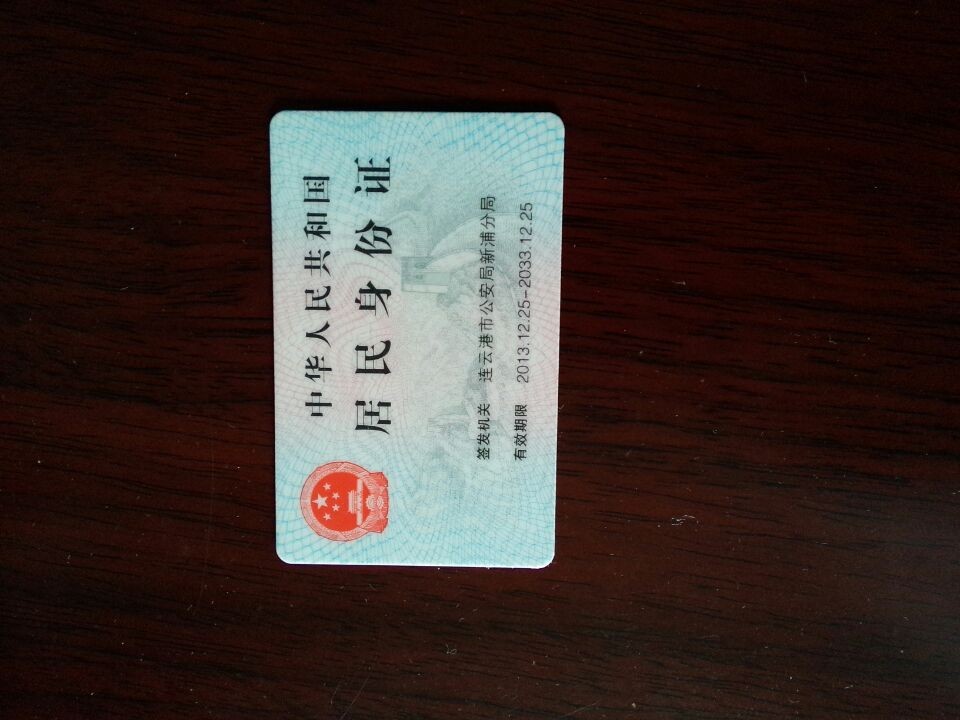 中华人民共和国
居民身份证
签发机关 连云港市公安局新浦分局
有效期限 2013.12.25-2033.12.25